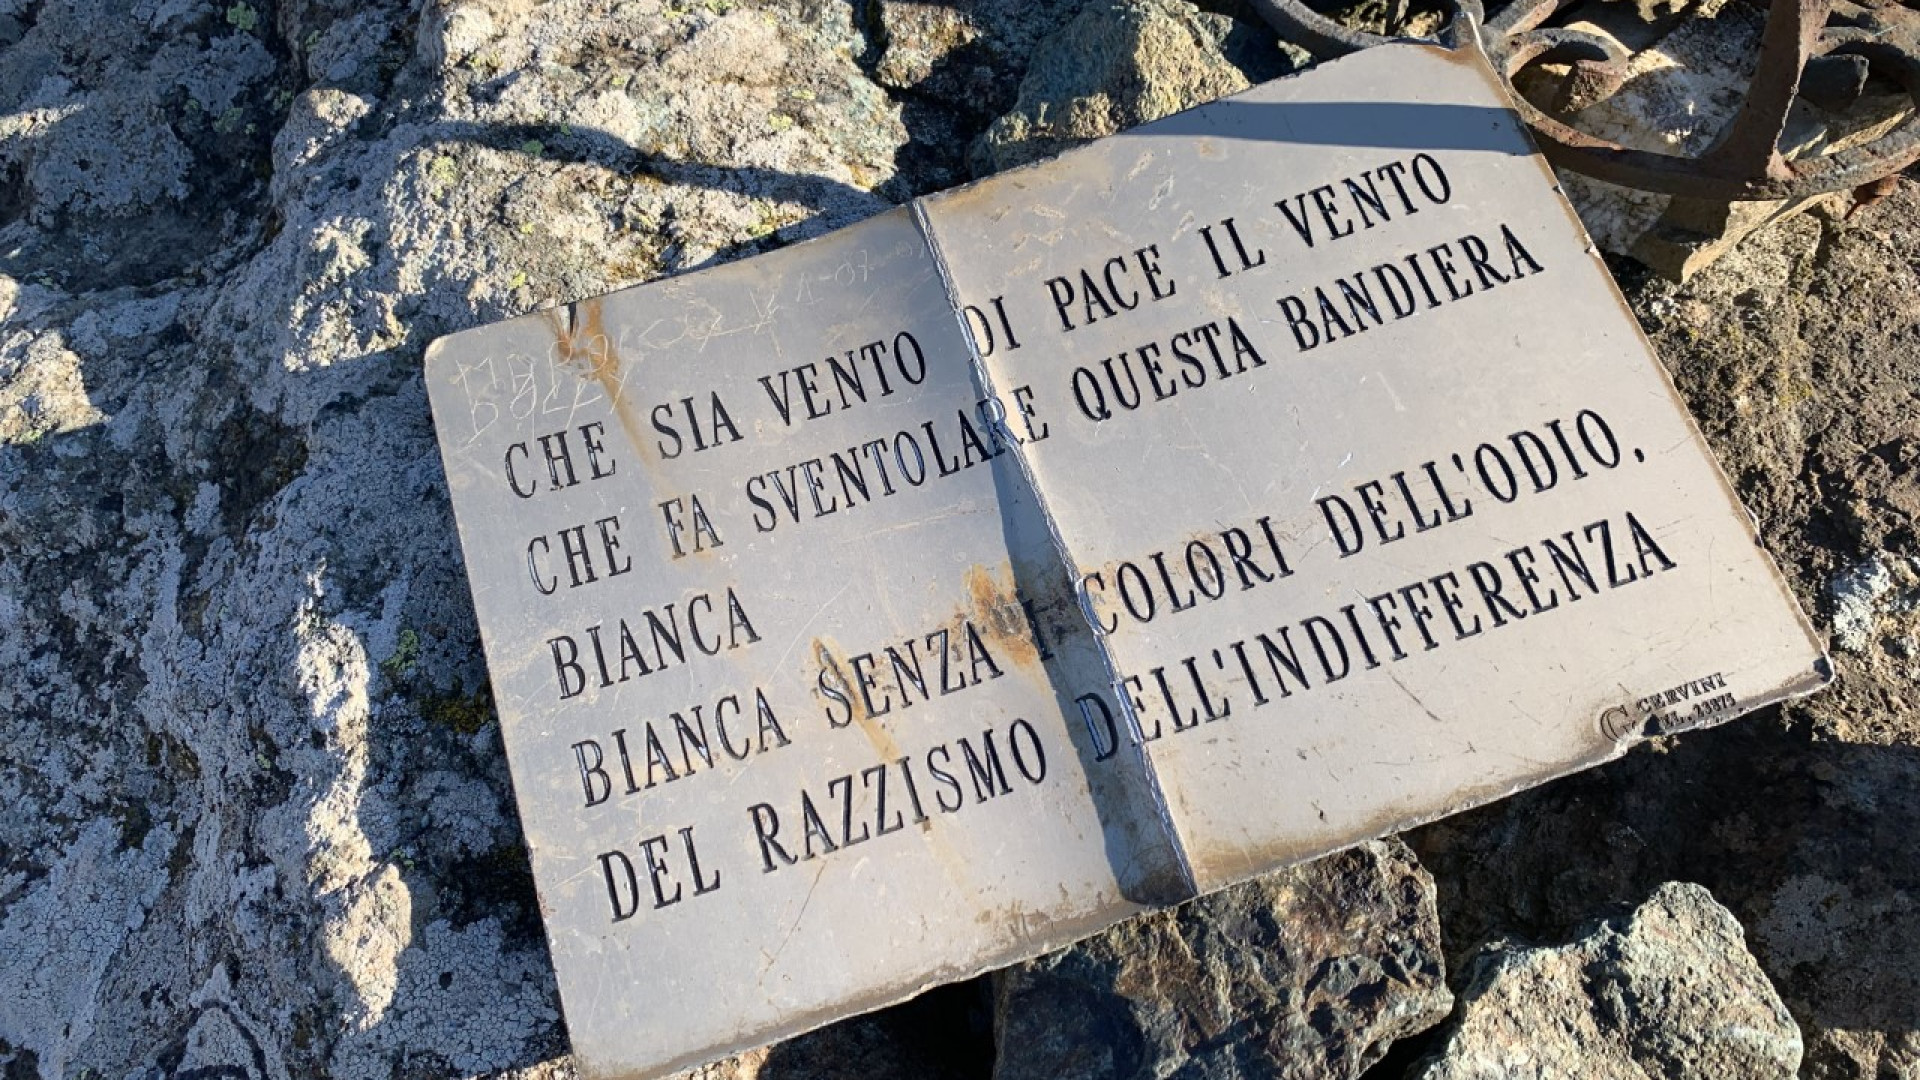 CHE SIA VENTO DI PACE IL VENTO
CHE FA SVENTOLARE QUESTA BANDIERA
BIANCA
BIANCA SENZA I COLORI DELL'ODIO,
DEL RAZZISMO DELL'INDIFFERENZA
CERVINI